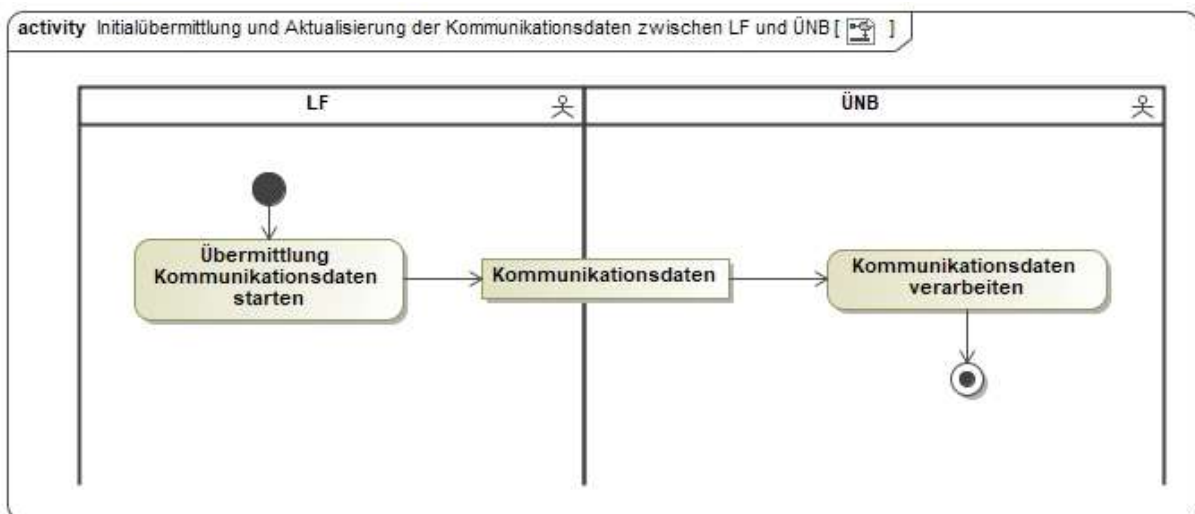 activity Initialübermittlung und Aktualisierung der Kommunikationsdaten zwischen LF und ÜNB [ ]
LF
ÜNB
Übermittlung
Kommunikationsdaten
starten
Kommunikationsdaten
Kommunikationsdaten
verarbeiten